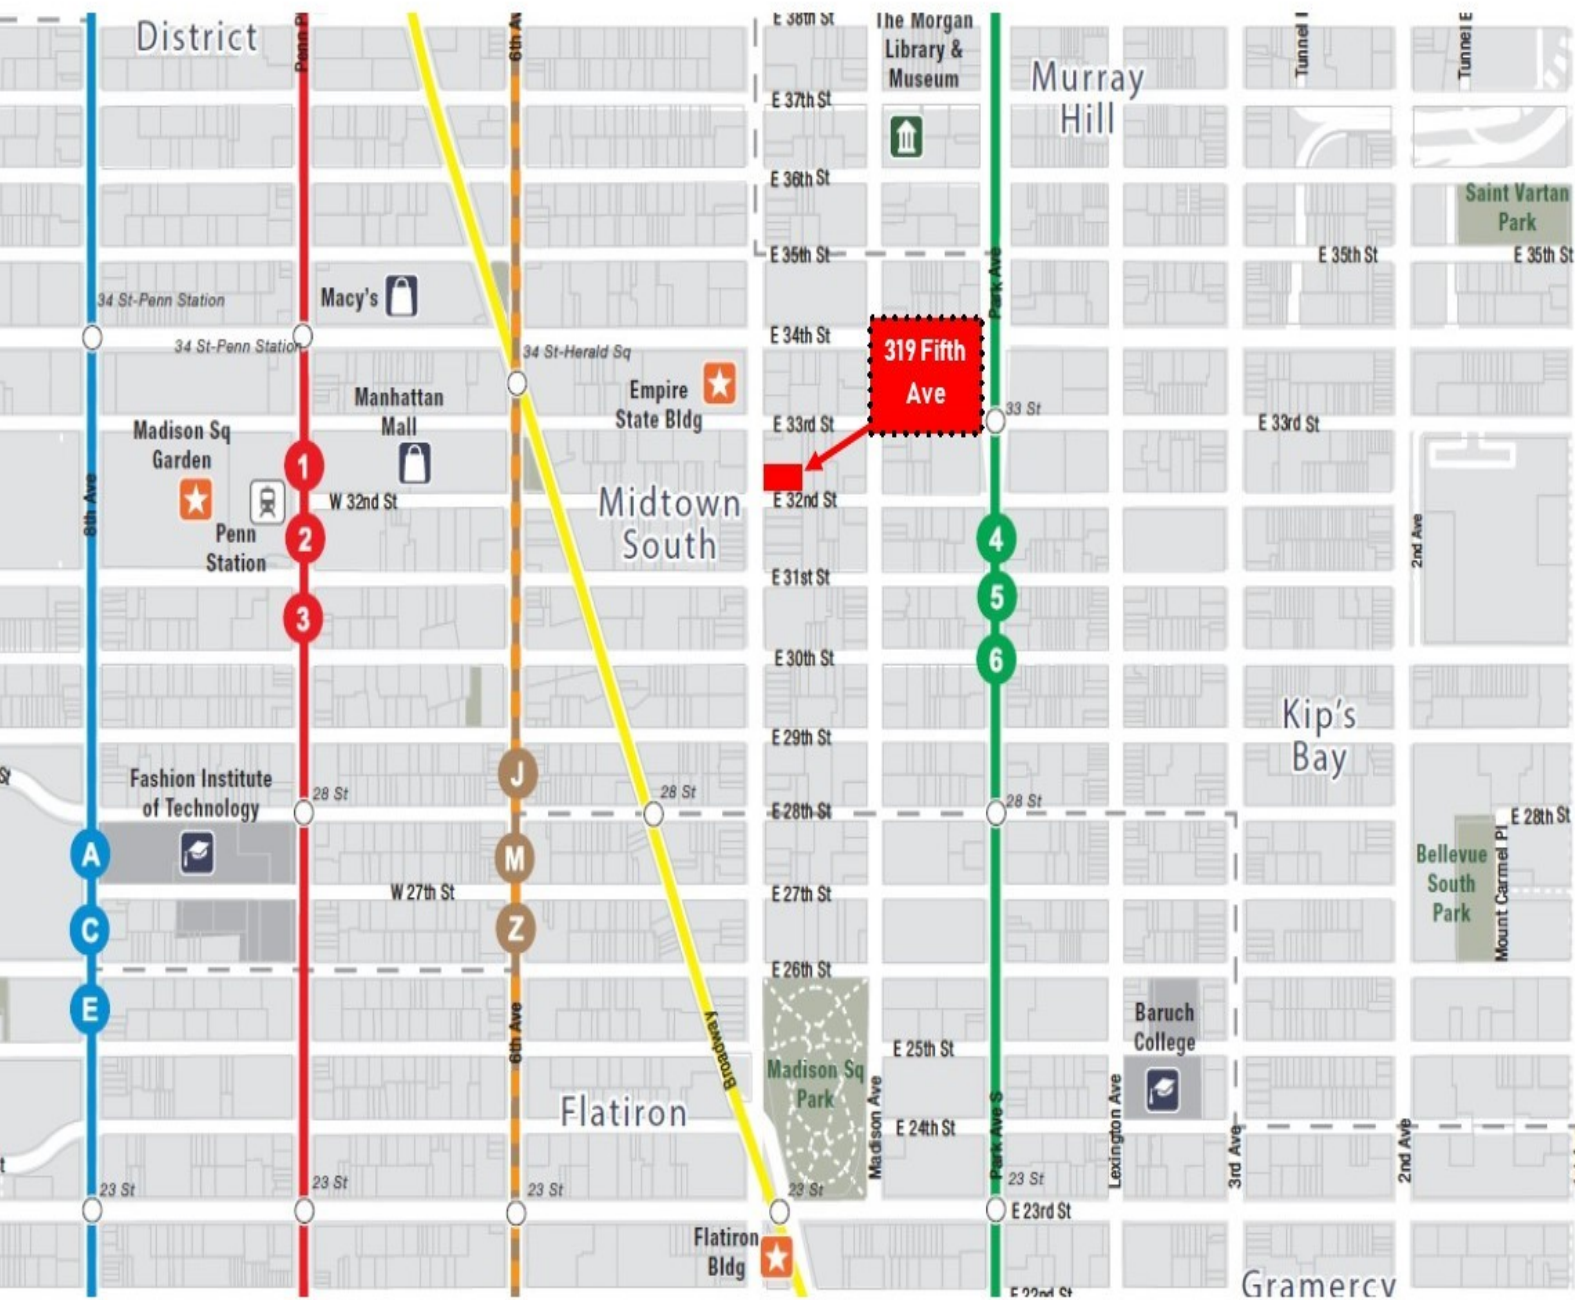 District
Penn Pl
6th Av
E 38th St
The Morgan
Library &
Museum
Murray
Hill
Tunnel
Tunnel E
E 37th St
E 36th St
Saint Vartan
Park
E 35th St
E 35th St
E 35th St
Park Ave
34 St-Penn Station
Macy's
E 34th St
34 St-Penn Station
34 St-Herald Sq
319 Fifth
Ave
Empire
State Bldg
Manhattan
Mall
33 St
E 33rd St
E 33rd St
Madison Sq
Garden
1
8th Ave
W 32nd St
E 32nd St
Midtown
South
Penn
Station
2
4
2nd Ave
E 31st St
5
3
E 30th St
6
Kip's
Bay
E 29th St
J
St
Fashion Institute
of Technology
28 St
28 St
E 28th St
28 St
E 28th St
A
M
Bellevue
South
Park
Mount Carmel Pl
W 27th St
E 27th St
C
Z
E 26th St
E
6th Ave
Broadway
Baruch
College
E 25th St
Madison Sq
Park
Flatiron
Madison Ave
E 24th St
Park Ave S
Lexington Ave
3rd Ave
2nd Ave
23 St
23 St
23 St
23 St
23 St
E 23rd St
Flatiron
Bldg
Gramercy
E 22nd St